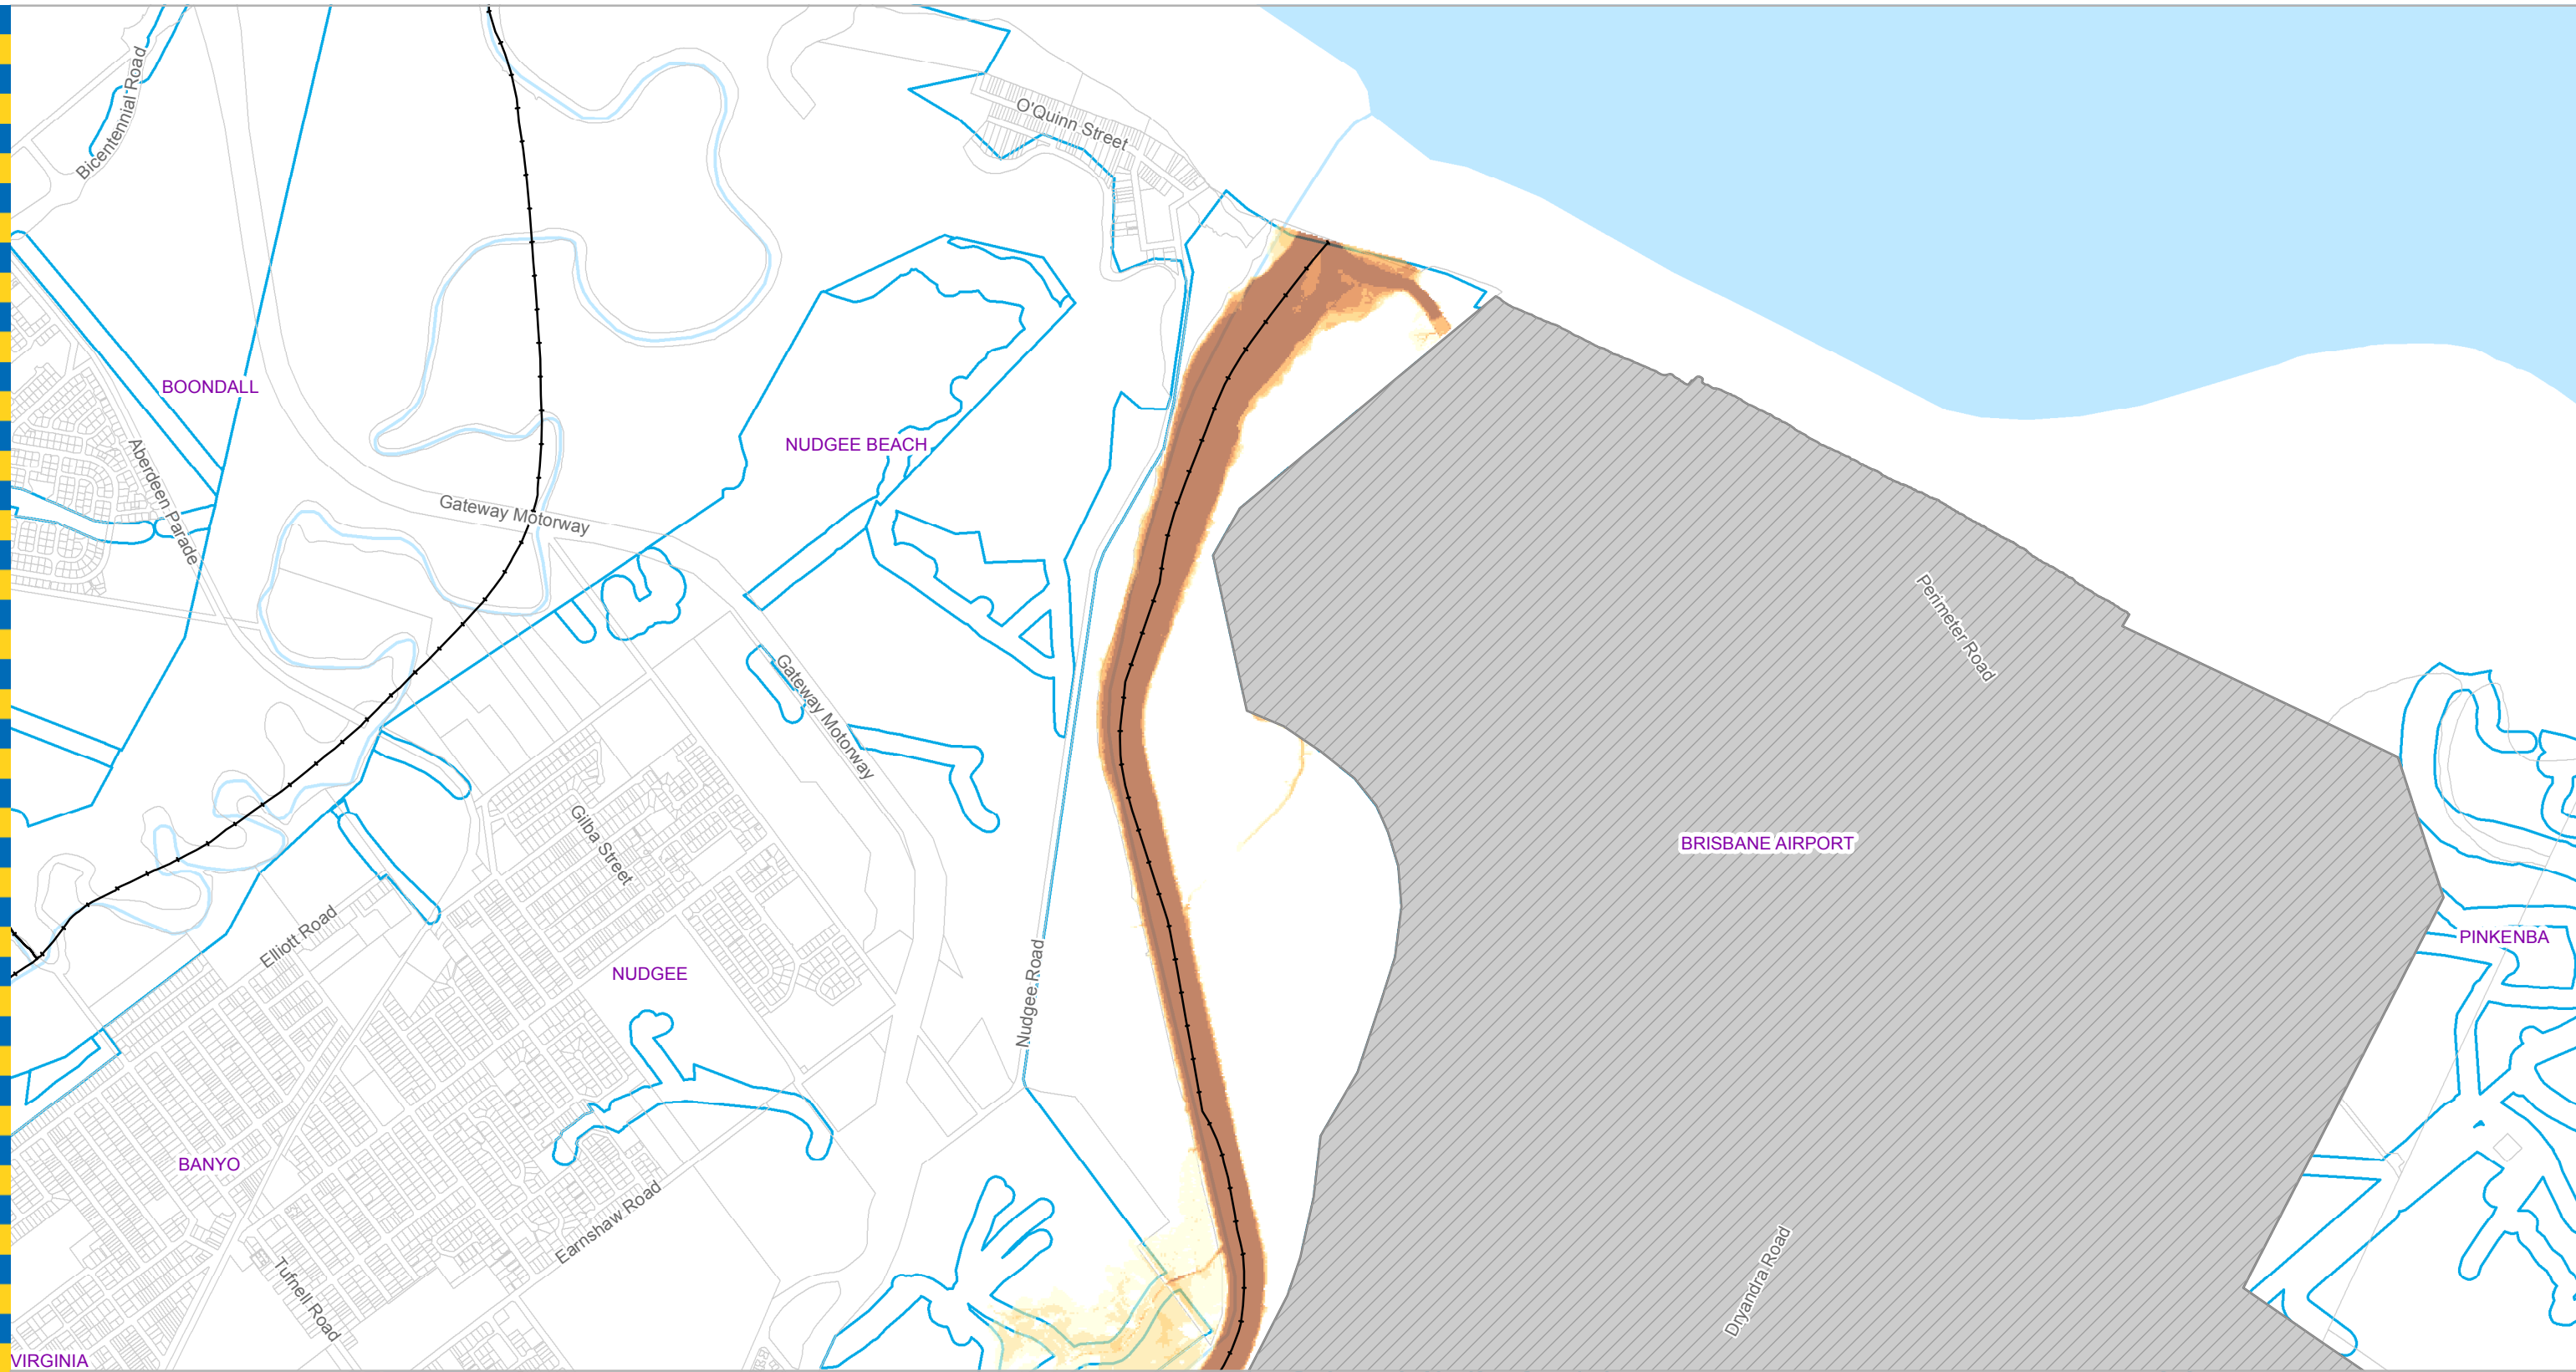 Bicentennial Road
O'Quinn Street
BOONDALL
NUDGEE BEACH
Aberdeen Parade
Gateway Motorway
Perimeter Road
Gateway Motorway
Gilba Street
BRISBANE AIRPORT
Elliott Road
PINKENBA
NUDGEE
Nudgee Road
BANYO
Earnshaw Road
Tufnell Road
Dryandra Road
VIRGINIA